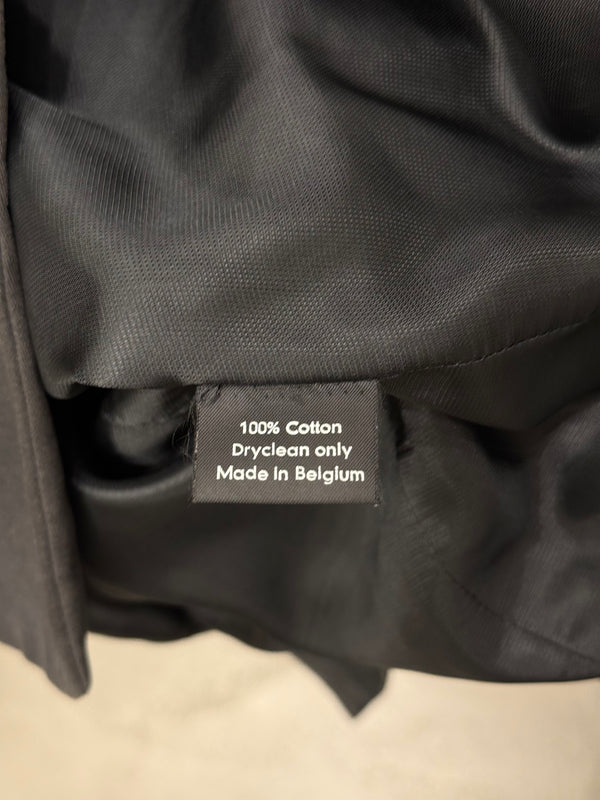 100% Cotton
Dryclean only
Made in Belgium